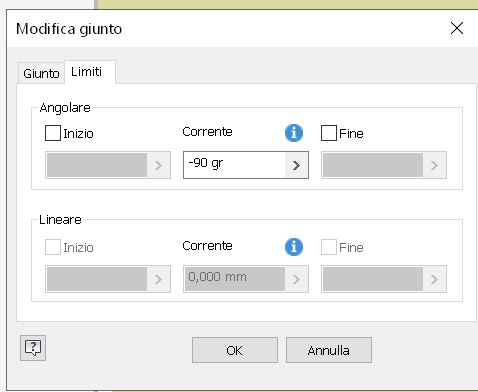 Modifica giunto
Giunto Limiti
Angolare
Inizio Corrente Fine
-90 gr
Lineare
Inizio Corrente Fine
0,000 mm
OK Annulla